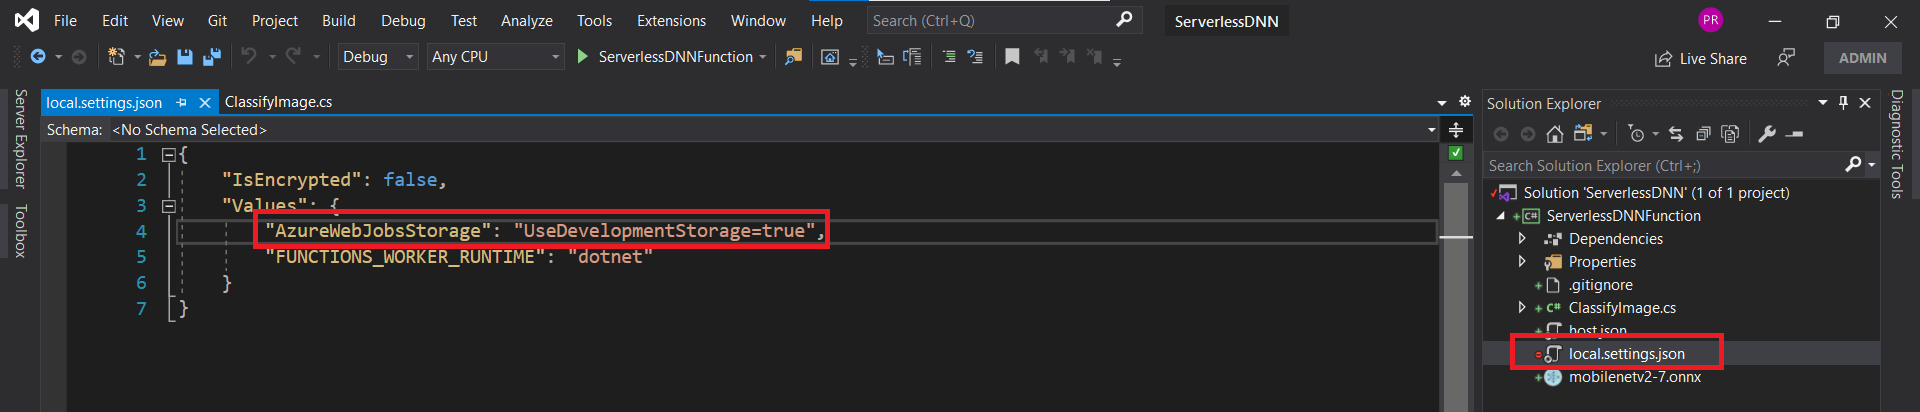 File Edit View Git Project Build Debug Test Analyze Tools Extensions Window Help Search (Ctrl+Q) ServerlessDNN PR
Debug Any CPU ServerlessDNNFunction Live Share ADMIN
Server Explorer
Toolbox
local.settings.json ClassifyImage.cs
Schema: <No Schema Selected>
1 {
2 "IsEncrypted": false,
3 "Values": {
4 "AzureWebJobsStorage": "UseDevelopmentStorage=true",
5 "FUNCTIONS_WORKER_RUNTIME": "dotnet"
6 }
7 }
Solution Explorer
Search Solution Explorer (Ctrl+;)
Solution 'ServerlessDNN' (1 of 1 project)
C# ServerlessDNNFunction
Dependencies
Properties
.gitignore
C# ClassifyImage.cs
host.json
local.settings.json
mobilenetv2-7.onnx
Diagnostic Tools